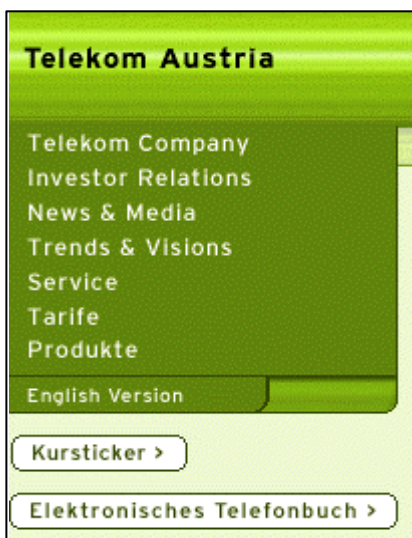 Telekom Austria
Telekom Company
Investor Relations
News & Media
Trends & Visions
Service
Tarife
Produkte
English Version
Kursticker >
Elektronisches Telefonbuch >